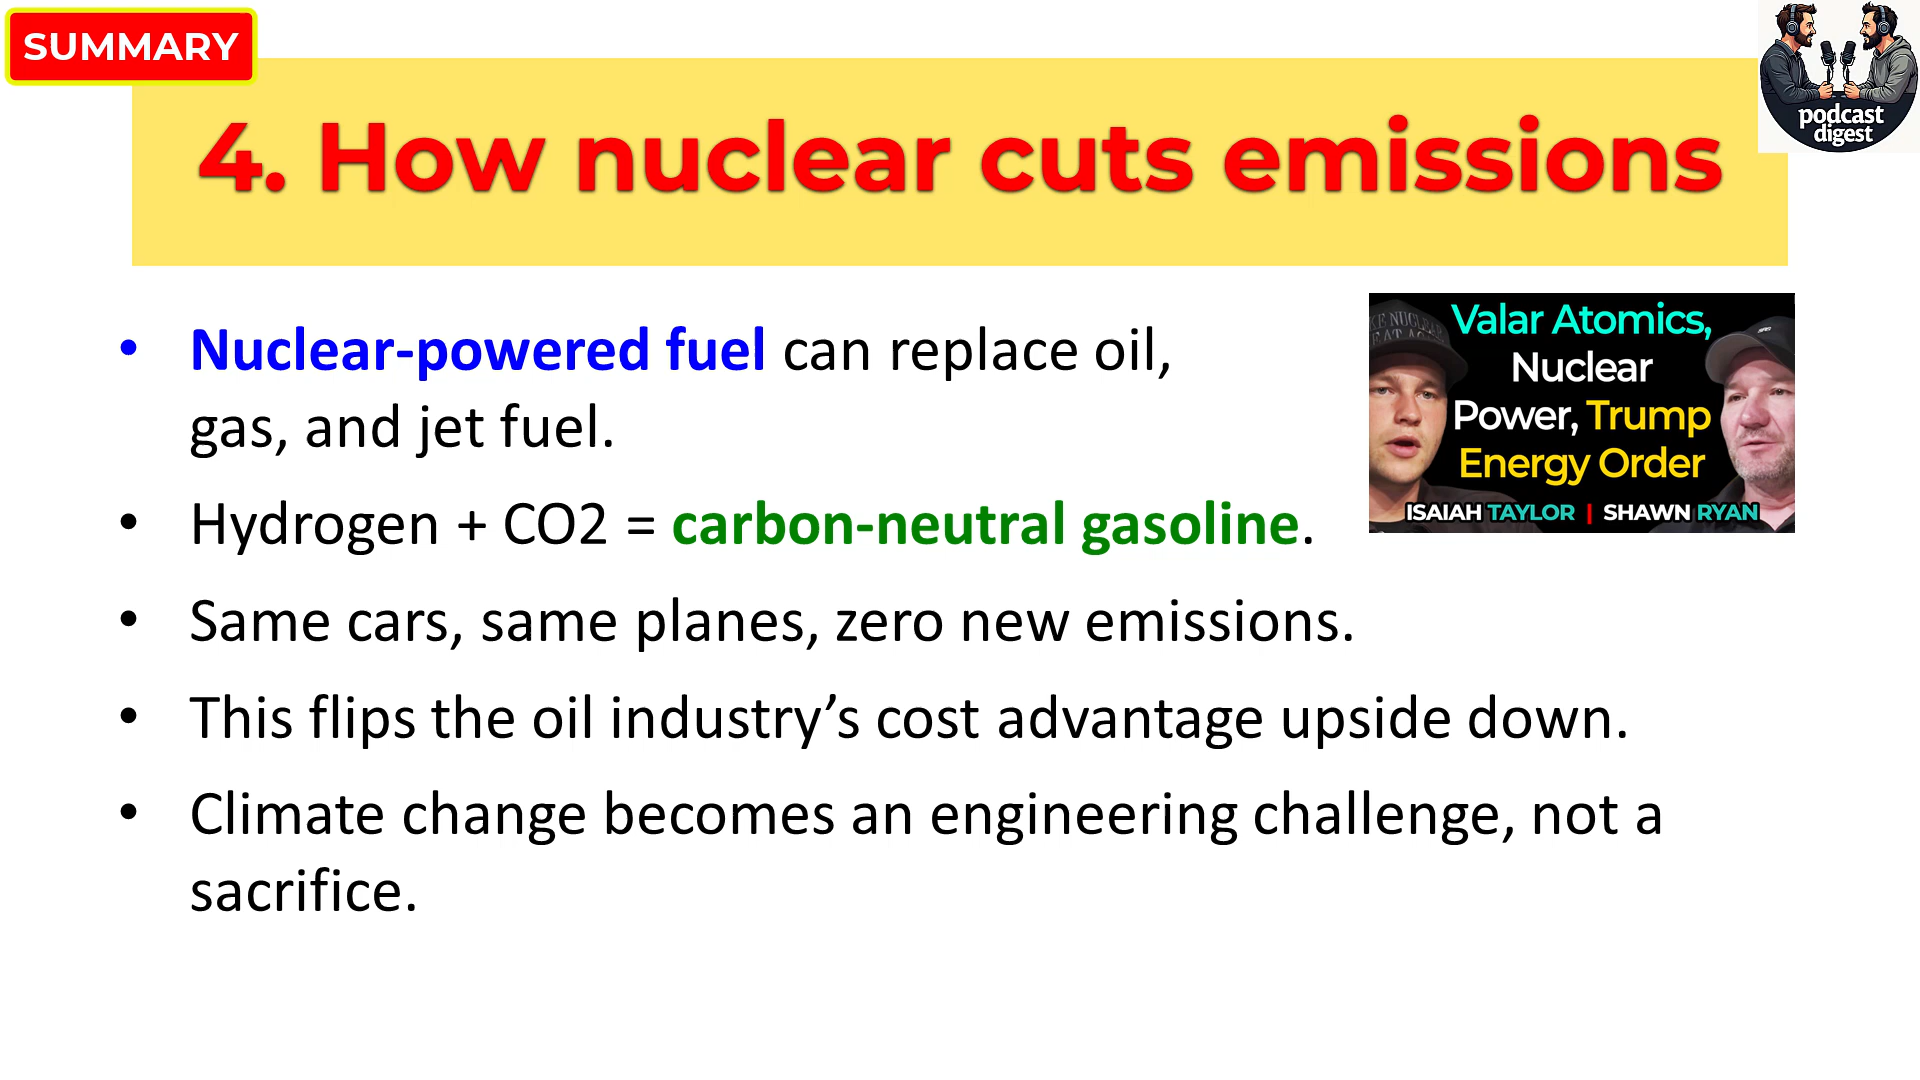 SUMMARY
podcast
digest
4. How nuclear cuts emissions
• Nuclear-powered fuel can replace oil,
gas, and jet fuel.
• Hydrogen + CO2 = carbon-neutral gasoline.
• Same cars, same planes, zero new emissions.
• This flips the oil industry’s cost advantage upside down.
• Climate change becomes an engineering challenge, not a
sacrifice.
Valar Atomics,
Nuclear
Power, Trump
Energy Order
ISAIAH TAYLOR | SHAWN RYAN